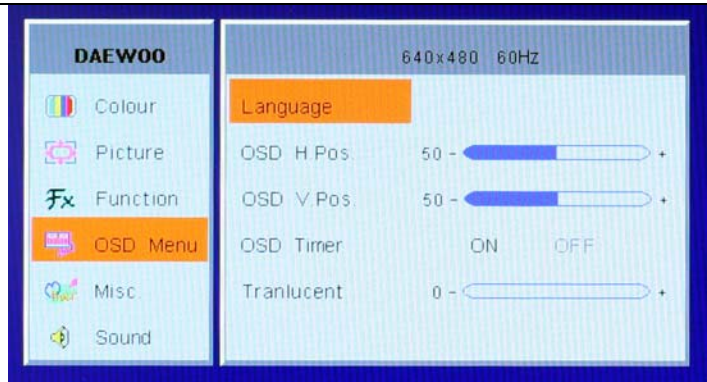 DAEWOO
Colour
Picture
Fx Function
OSD Menu
Misc.
Sound
640x480 60Hz
Language
OSD H.Pos. 50 - +
OSD V.Pos. 50 - +
OSD Timer ON OFF
Tranlucent 0 - +